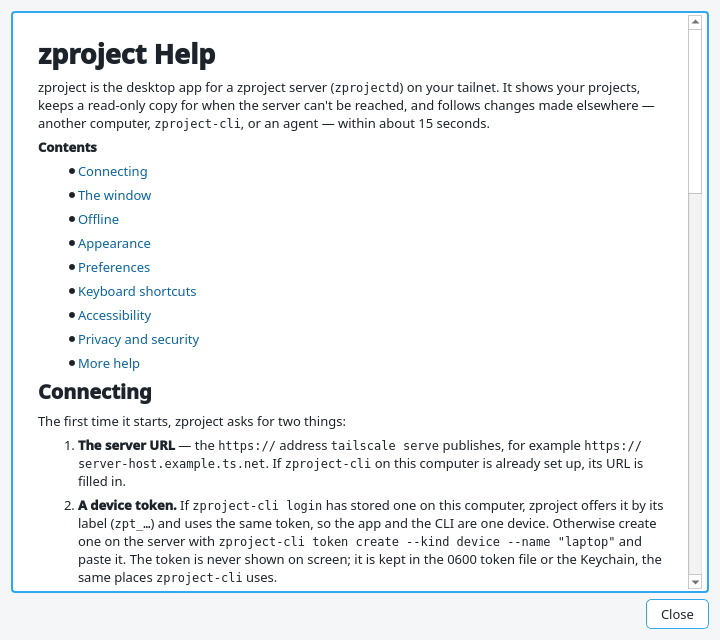 zproject Help
zproject is the desktop app for a zproject server (zprojectd) on your tailnet. It shows your projects,
keeps a read-only copy for when the server can't be reached, and follows changes made elsewhere —
another computer, zproject-cli, or an agent — within about 15 seconds.
Contents
● Connecting
● The window
● Offline
● Appearance
● Preferences
● Keyboard shortcuts
● Accessibility
● Privacy and security
● More help
Connecting
The first time it starts, zproject asks for two things:
1. The server URL — the https:// address tailscale serve publishes, for example https://
server-host.example.ts.net. If zproject-cli on this computer is already set up, its URL is
filled in.
2. A device token. If zproject-cli login has stored one on this computer, zproject offers it by its
label (zpt_…) and uses the same token, so the app and the CLI are one device. Otherwise create
one on the server with zproject-cli token create --kind device --name "laptop" and
paste it. The token is never shown on screen; it is kept in the 0600 token file or the Keychain, the
same places zproject-cli uses.
Close